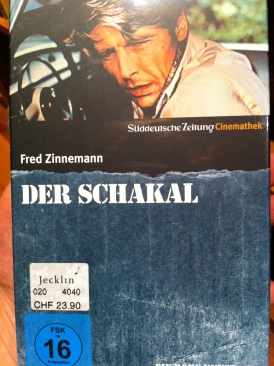 Süddeutsche Zeitung Cinemathek
Fred Zinnemann
DER SCHAKAL
Jecklin
020 4040
CHF 23.90
FSK
16